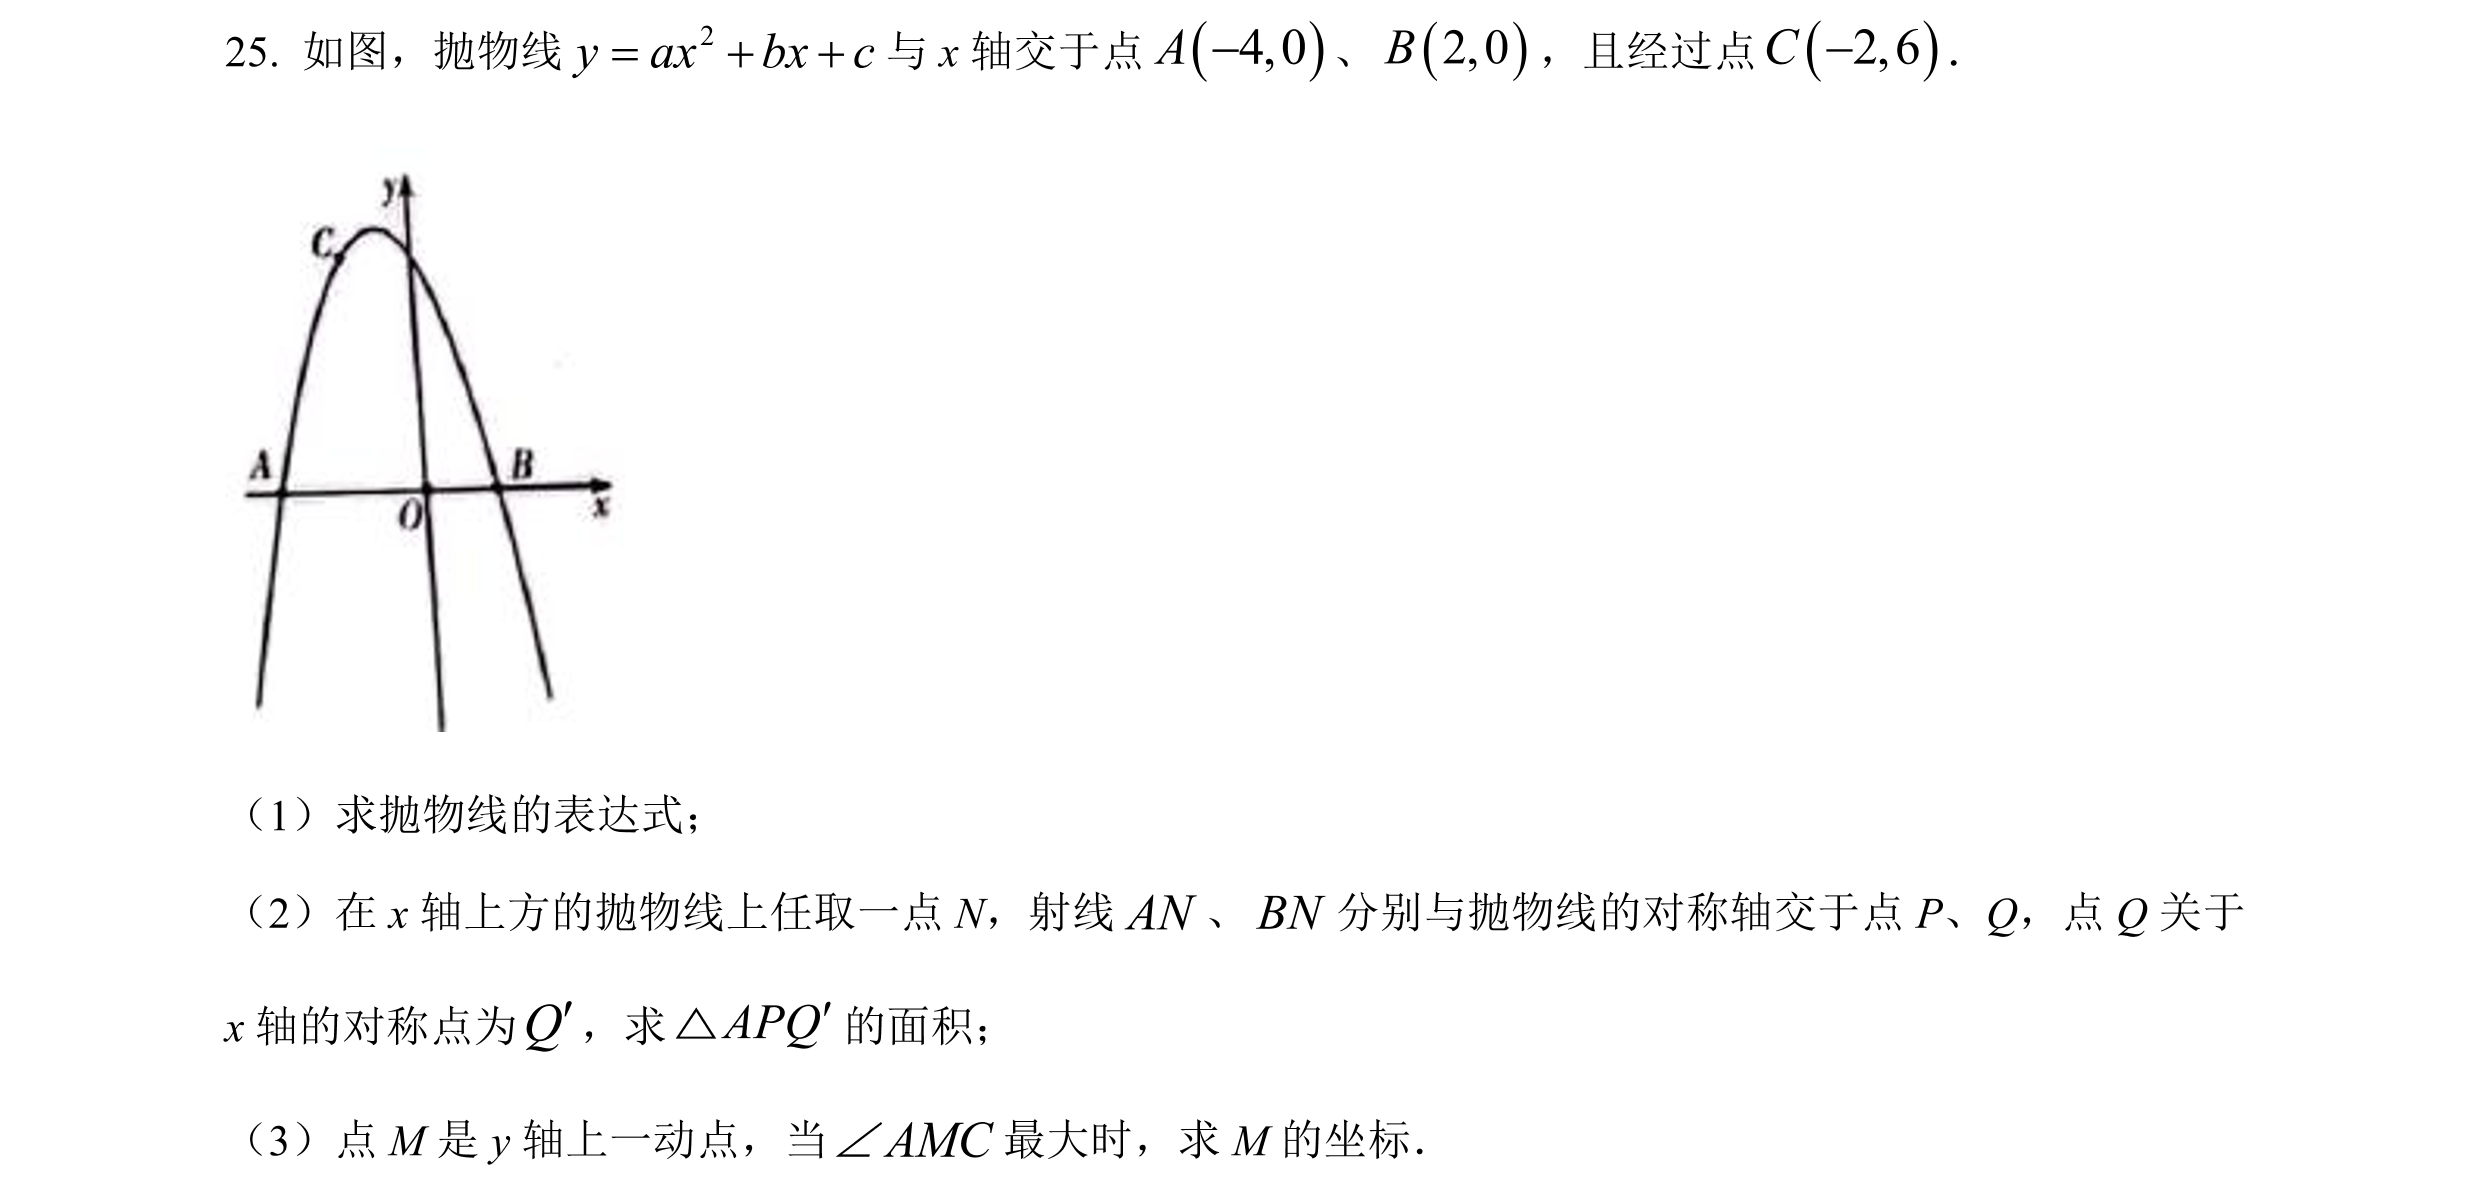 25. 如图，抛物线 y = ax² + bx + c 与 x 轴交于点 A(−4,0)、B(2,0)，且经过点 C(−2,6).
y
C
A
B
O
x
（1）求抛物线的表达式；
（2）在 x 轴上方的抛物线上任取一点 N，射线 AN、BN 分别与抛物线的对称轴交于点 P、Q，点 Q 关于
x 轴的对称点为 Q′，求△APQ′ 的面积；
（3）点 M 是 y 轴上一动点，当∠AMC 最大时，求 M 的坐标．